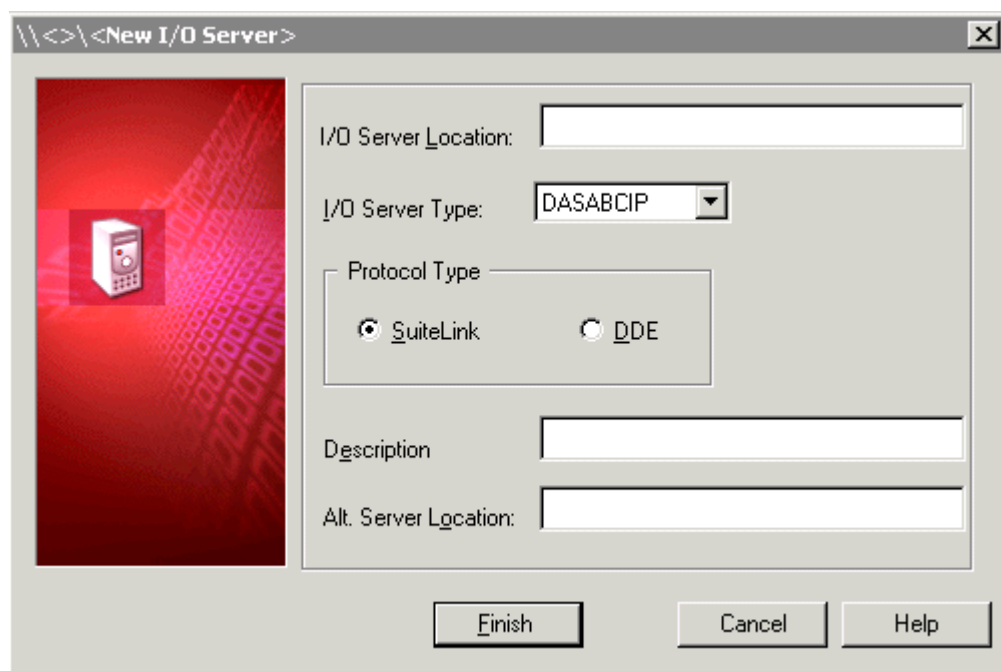 \\<>\<New I/O Server>
I/O Server Location:
I/O Server Type: DASABCIP
Protocol Type
SuiteLink DDE
Description
Alt. Server Location:
Finish Cancel Help